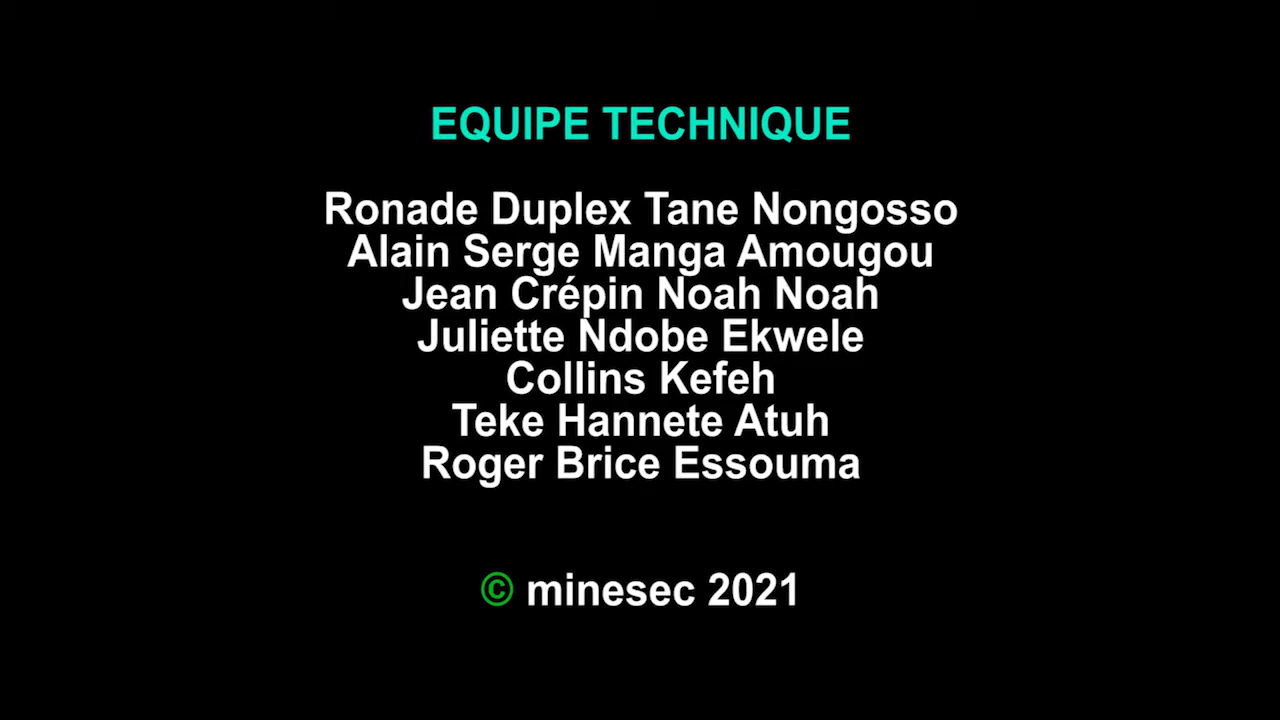 EQUIPE TECHNIQUE
Ronade Duplex Tane Nongosso
Alain Serge Manga Amougou
Jean Crépin Noah Noah
Juliette Ndobe Ekwele
Collins Kefeh
Teke Hannete Atuh
Roger Brice Essouma
© minesec 2021